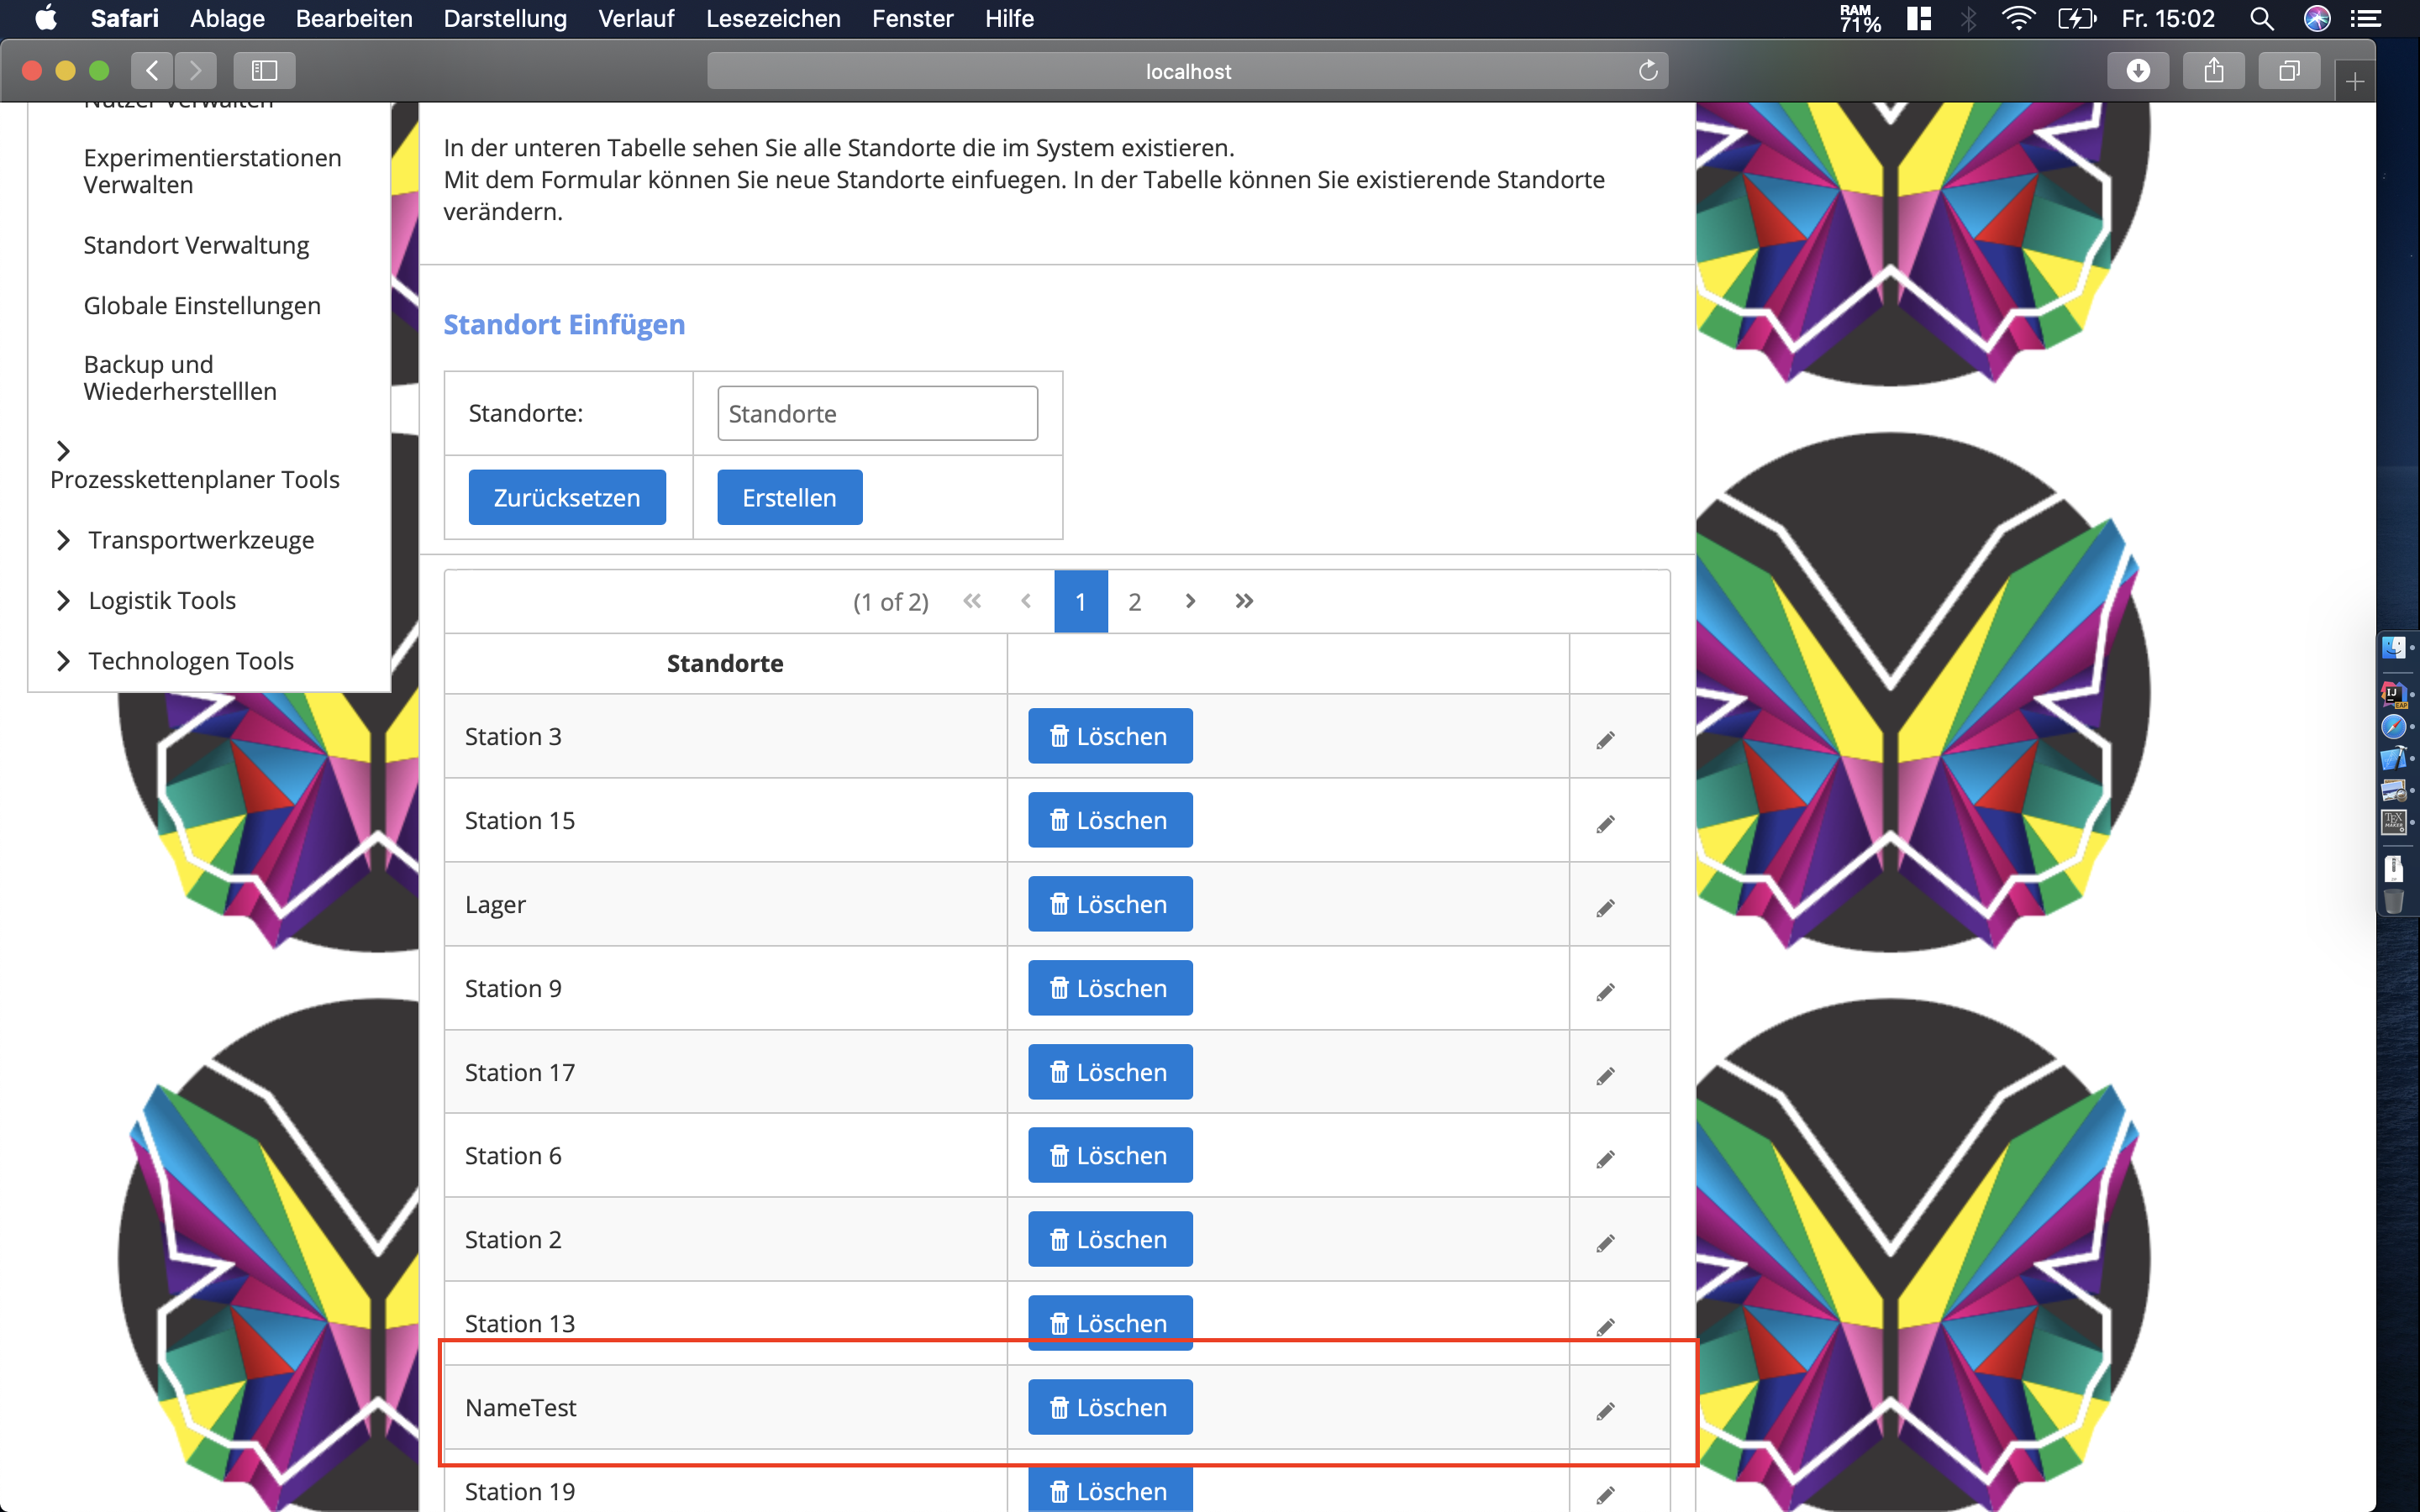 Safari Ablage Bearbeiten Darstellung Verlauf Lesezeichen Fenster Hilfe RAM 71% Fr. 15:02
localhost
Nutzer Verwalten
Experimentierstationen
Verwalten
Standort Verwaltung
Globale Einstellungen
Backup und
Wiederherstelllen
Prozesskettenplaner Tools
Transportwerkzeuge
Logistik Tools
Technologen Tools
In der unteren Tabelle sehen Sie alle Standorte die im System existieren.
Mit dem Formular können Sie neue Standorte einfuegen. In der Tabelle können Sie existierende Standorte
verändern.
Standort Einfügen
Standorte: Standorte
Zurücksetzen Erstellen
(1 of 2) 1 2
Standorte
Station 3 Löschen
Station 15 Löschen
Lager Löschen
Station 9 Löschen
Station 17 Löschen
Station 6 Löschen
Station 2 Löschen
Station 13 Löschen
NameTest Löschen
Station 19 Löschen